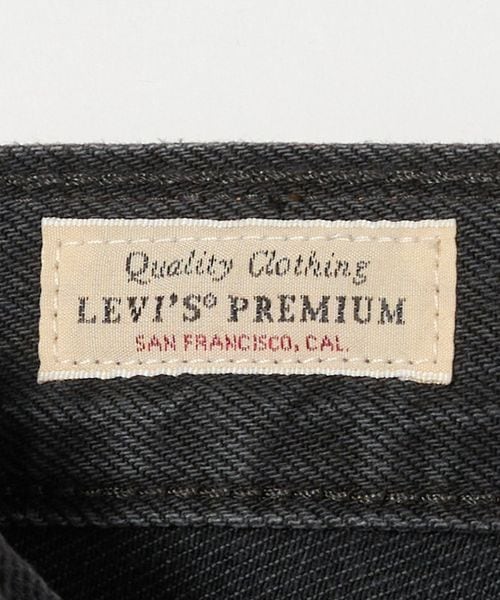 Quality Clothing
LEVI'S® PREMIUM
SAN FRANCISCO, CAL.